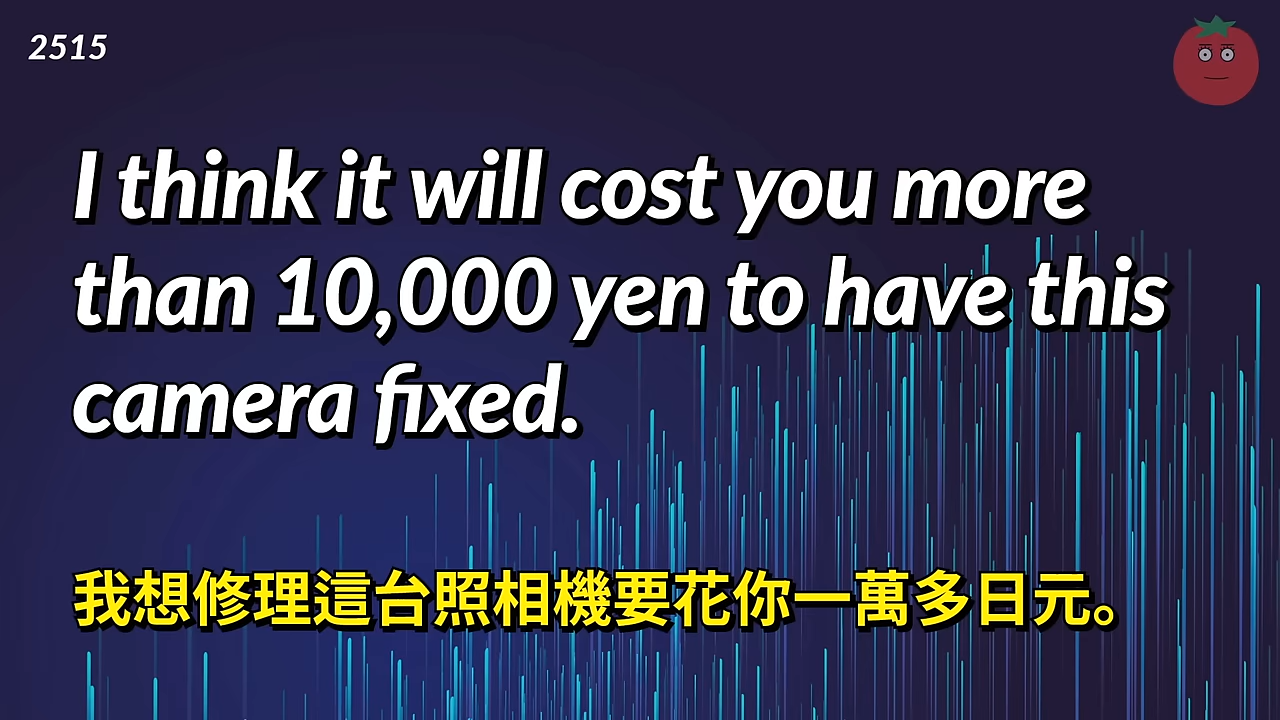 2515
I think it will cost you more
than 10,000 yen to have this
camera fixed.
我想修理這台照相機要花你一萬多日元。